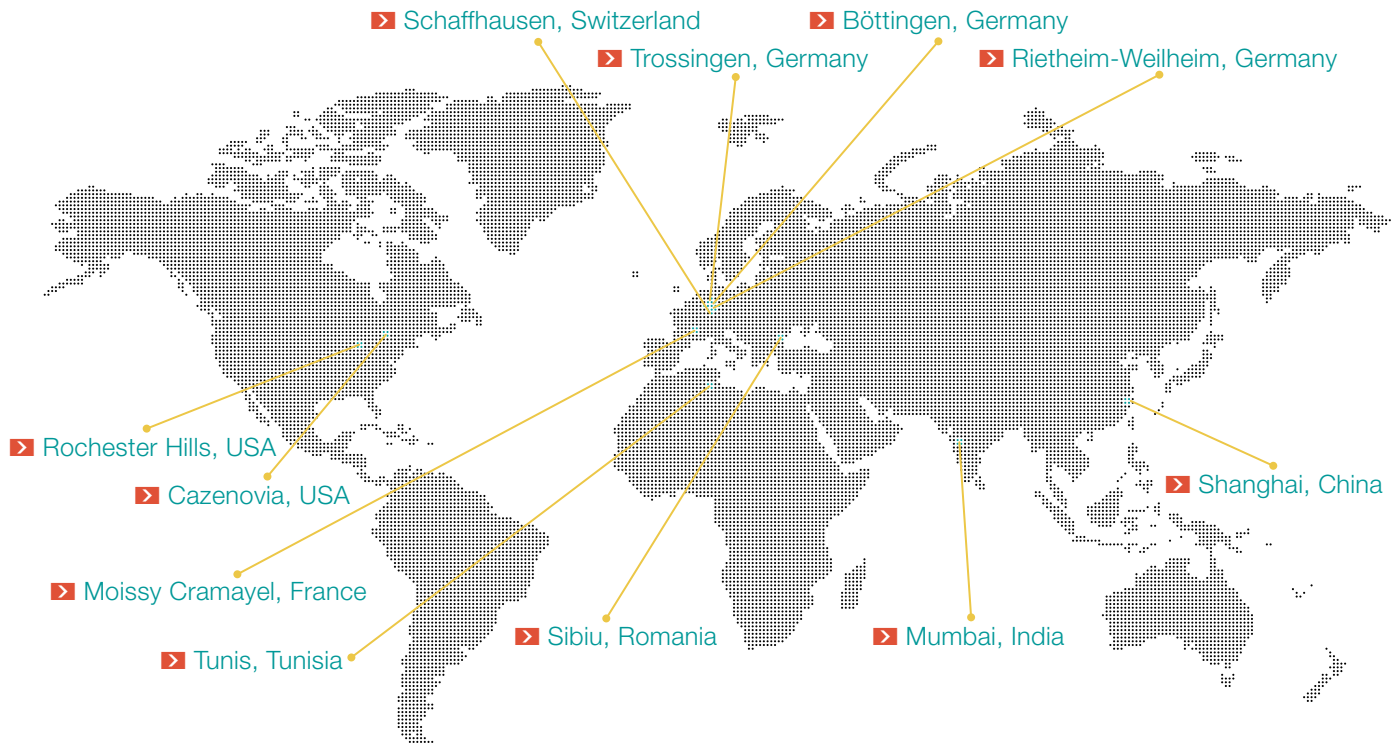 Schaffhausen, Switzerland
Böttingen, Germany
Trossingen, Germany
Rietheim-Weilheim, Germany
Rochester Hills, USA
Cazenovia, USA
Shanghai, China
Moissy Cramayel, France
Sibiu, Romania
Mumbai, India
Tunis, Tunisia